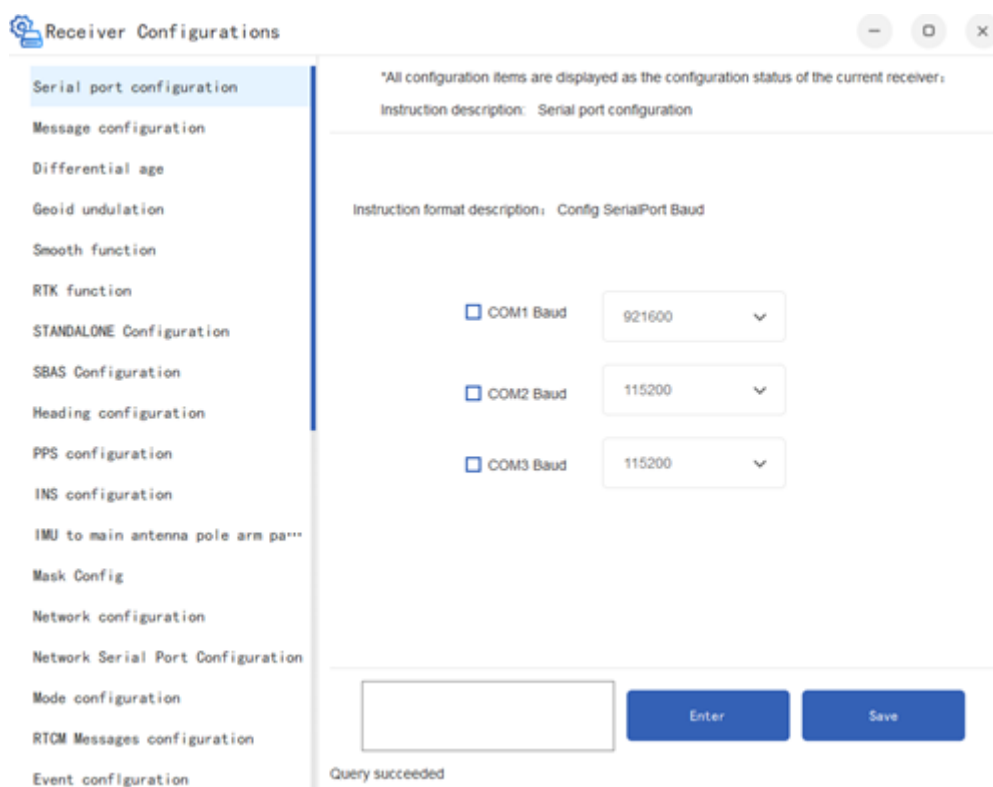 Receiver Configurations
Serial port configuration
Message configuration
Differential age
Geoid undulation
Smooth function
RTK function
STANDALONE Configuration
SBAS Configuration
Heading configuration
PPS configuration
INS configuration
IMU to main antenna pole arm pa…
Mask Config
Network configuration
Network Serial Port Configuration
Mode configuration
RTCM Messages configuration
Event configuration
*All configuration items are displayed as the configuration status of the current receiver：
Instruction description: Serial port configuration
Instruction format description： Config SerialPort Baud
COM1 Baud 921600
COM2 Baud 115200
COM3 Baud 115200
Enter Save
Query succeeded